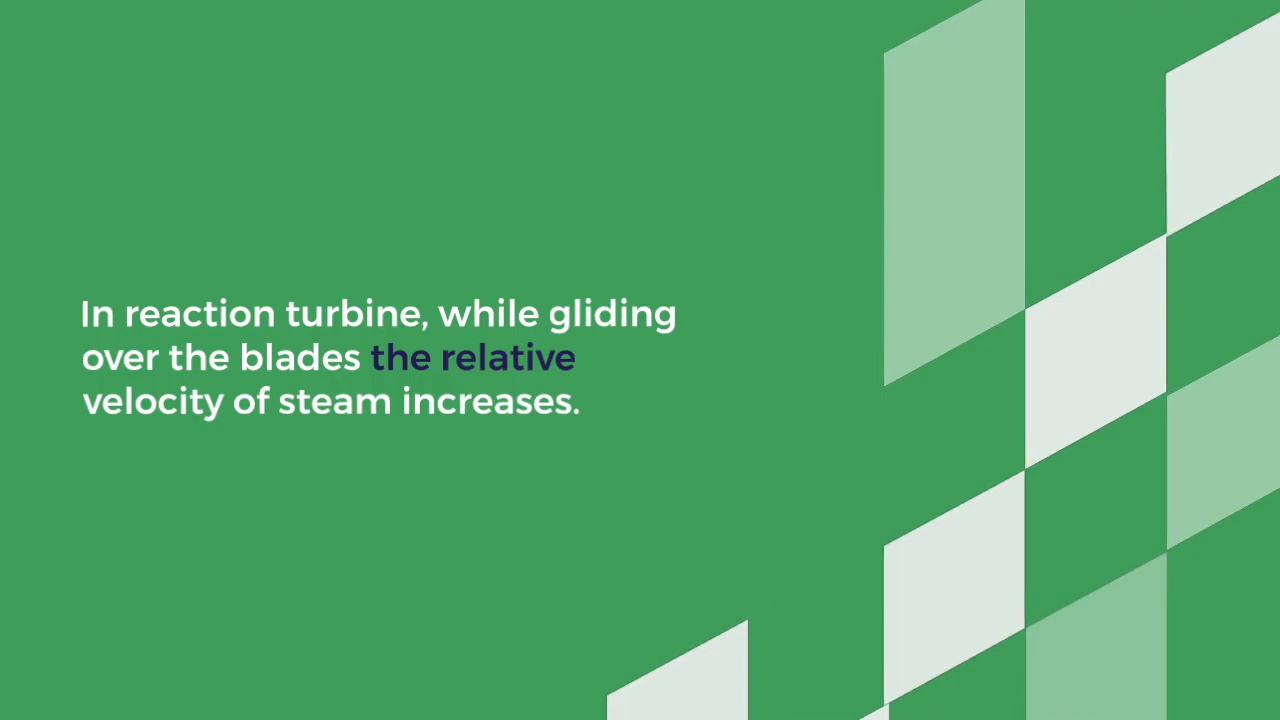 In reaction turbine, while gliding
over the blades the relative
velocity of steam increases.